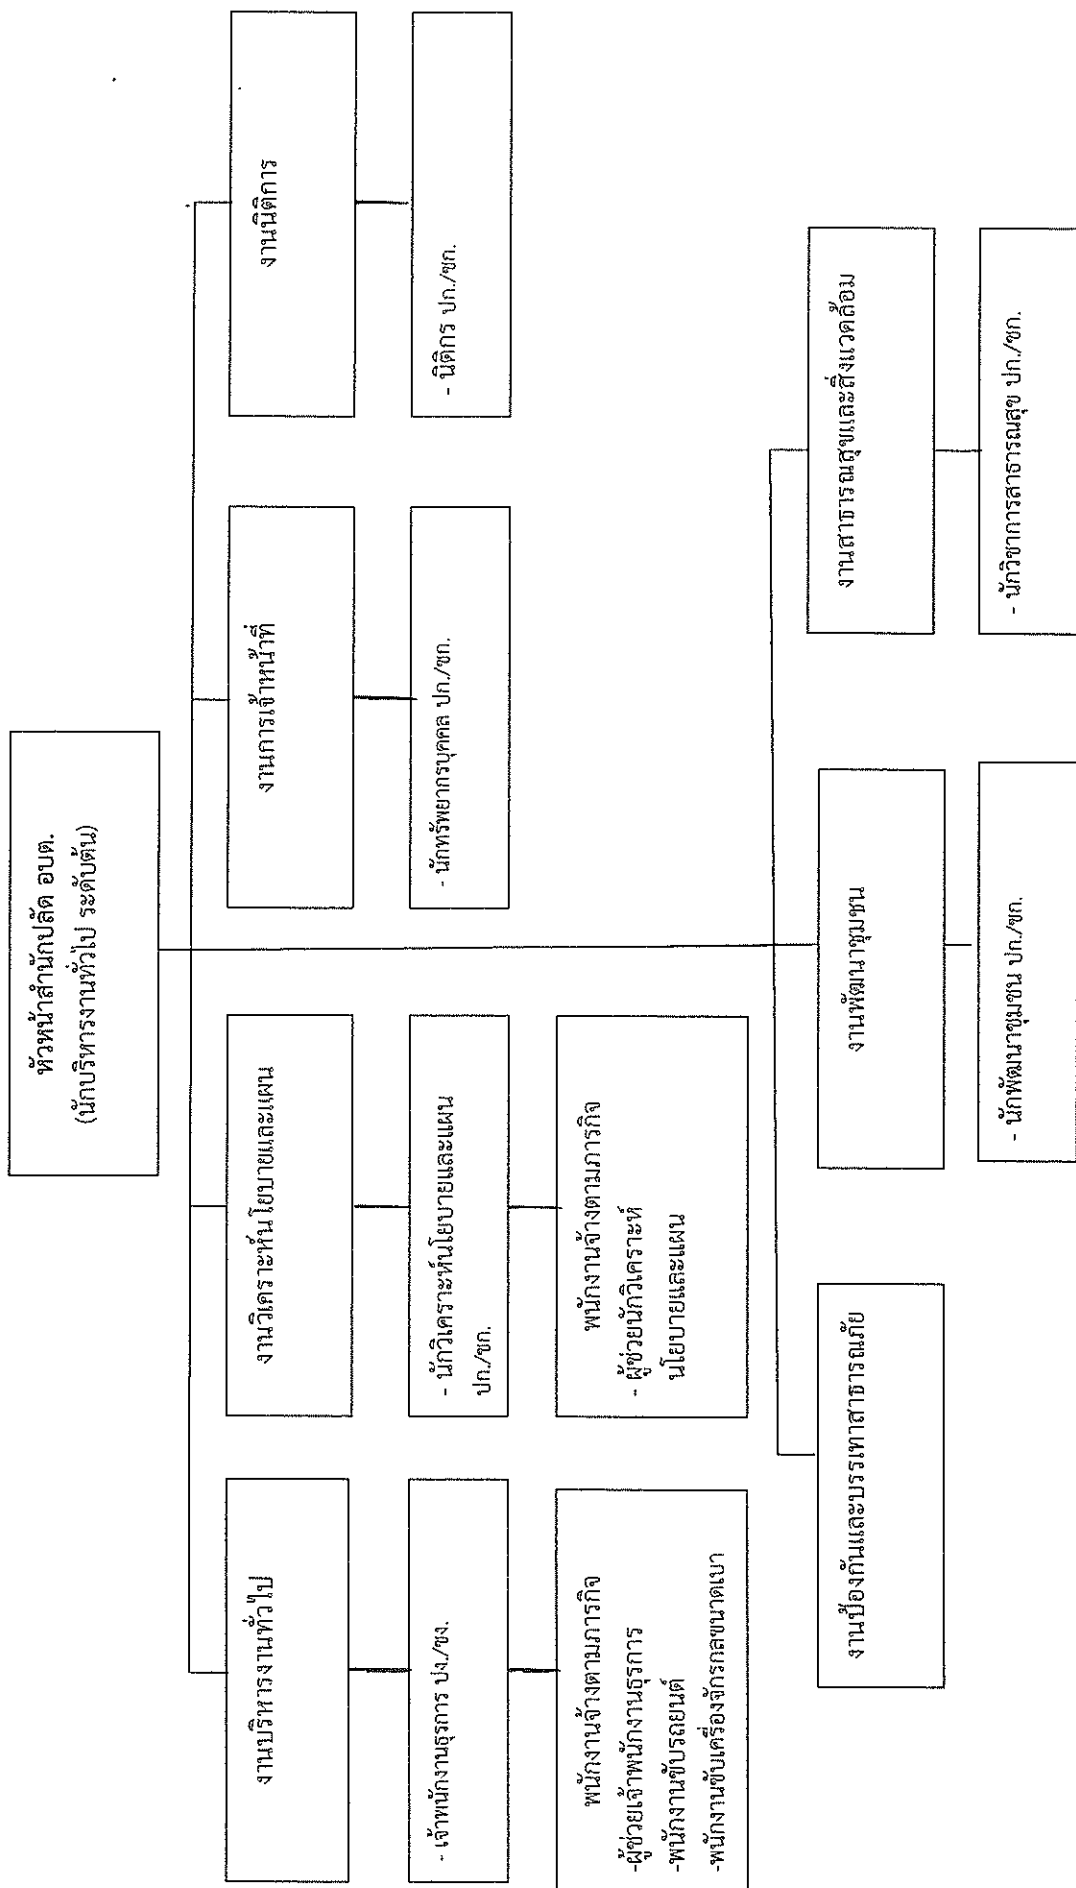 หัวหน้าสำนักปลัด อบต.
(นักบริหารงานทั่วไป ระดับต้น)
งานบริหารงานทั่วไป
- เจ้าพนักงานธุรการ ปง./ชง.
พนักงานจ้างตามภารกิจ
-ผู้ช่วยเจ้าพนักงานธุรการ
-พนักงานขับรถยนต์
-พนักงานขับเครื่องจักรกลขนาดเบา
งานวิเคราะห์นโยบายและแผน
- นักวิเคราะห์นโยบายและแผน
ปก./ชก.
พนักงานจ้างตามภารกิจ
- ผู้ช่วยนักวิเคราะห์
นโยบายและแผน
งานการเจ้าหน้าที่
- นักทรัพยากรบุคคล ปก./ชก.
งานนิติการ
- นิติกร ปก./ชก.
งานป้องกันและบรรเทาสาธารณภัย
งานพัฒนาชุมชน
- นักพัฒนาชุมชน ปก./ชก.
งานสาธารณสุขและสิ่งแวดล้อม
- นักวิชาการสาธารณสุข ปก./ชก.